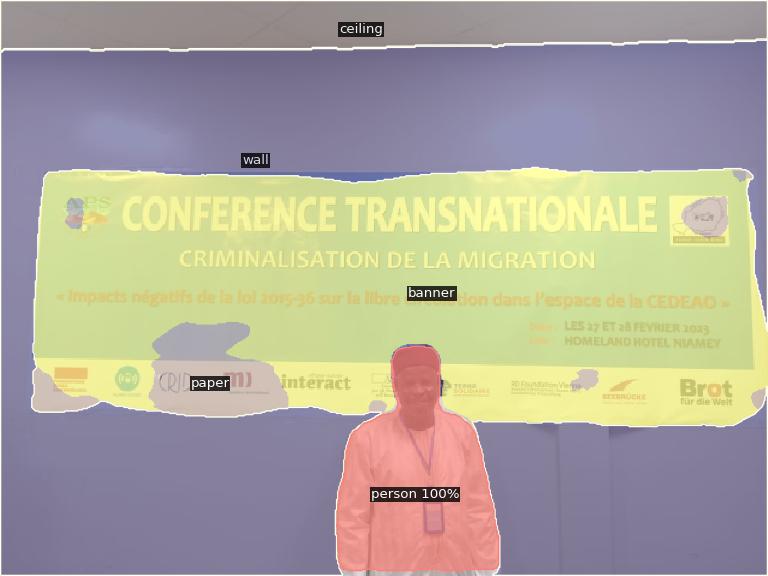 ceiling
wall
CONFERENCE TRANSNATIONALE
CRIMINALISATION DE LA MIGRATION
banner
« Impacts négatifs de la loi 2015-36 sur la libre circulation dans l'espace de la CEDEAO »
LES 27 ET 28 FEVRIER 2023
HOMELAND HOTEL NIAMEY
paper
interact
SEEBRÜCKE
Brot
für die Welt
person 100%